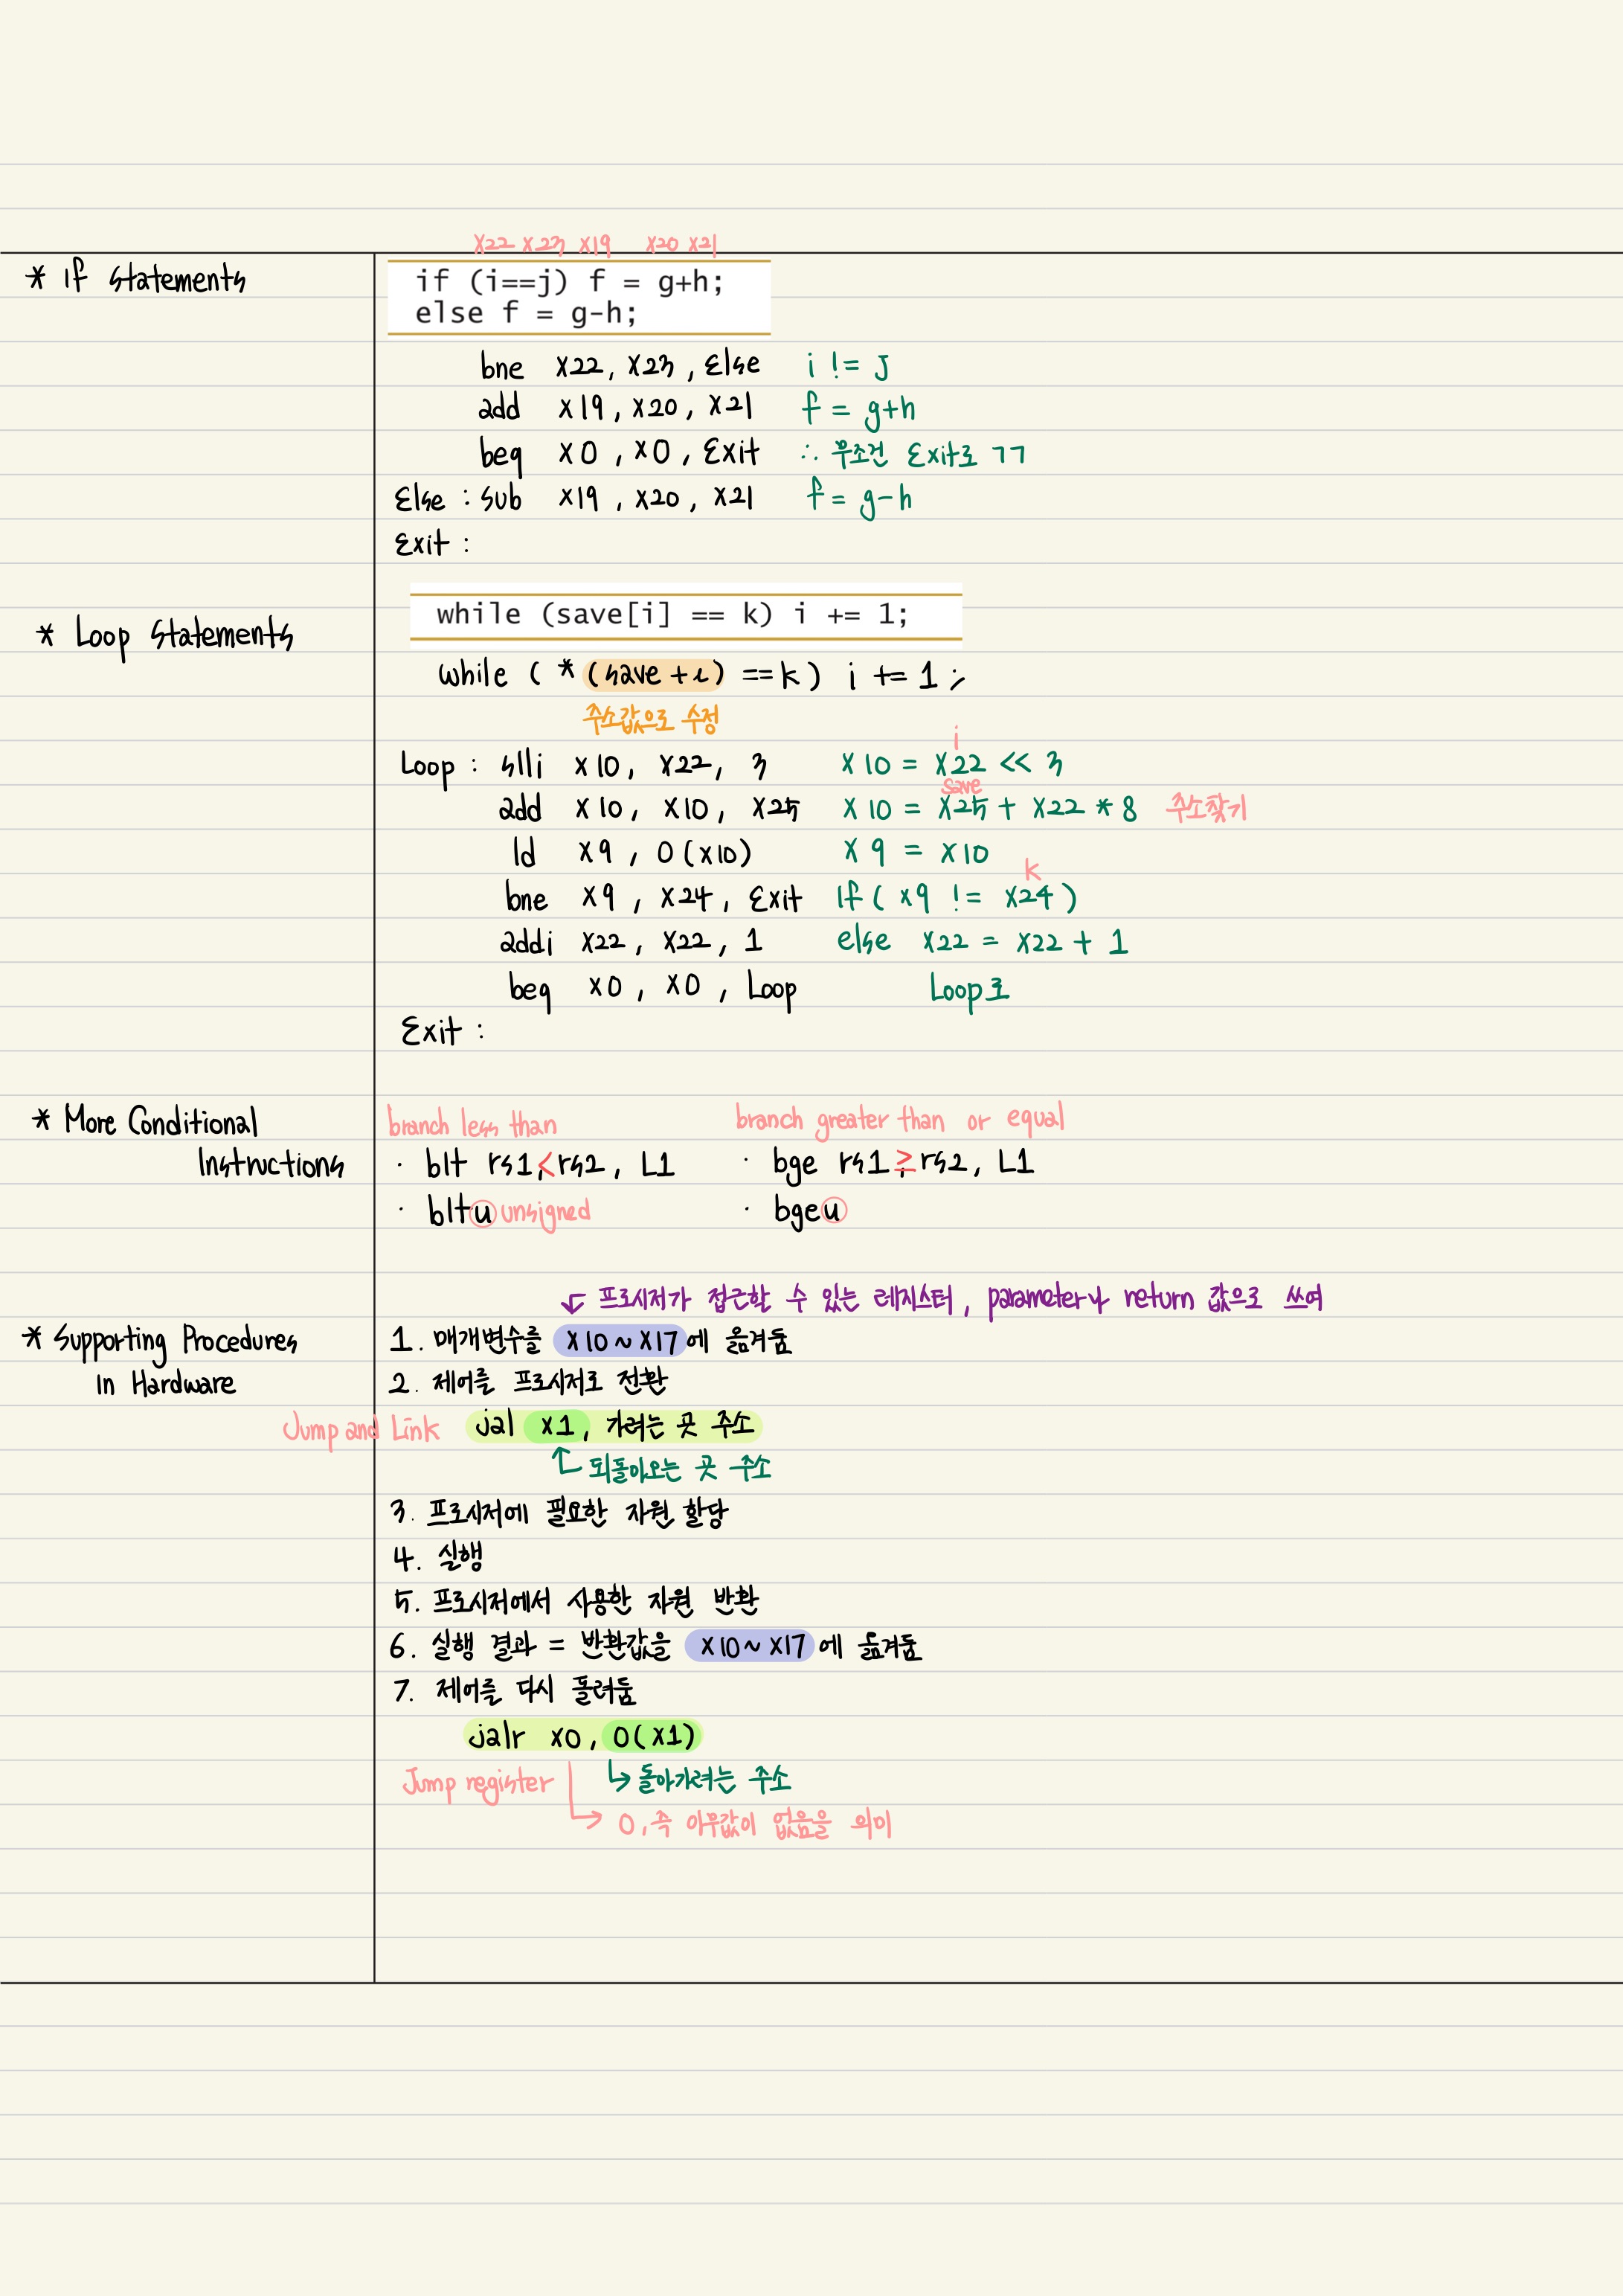 x22 x23 x19 x20 x21
* If Statements
if (i==j) f = g+h;
else f = g-h;
bne x22, x23, Else i != j
add x19, x20, x21 f = g+h
beq x0, x0, Exit ∴ 무조건 Exit로 ㄱㄱ
Else : sub x19, x20, x21 f = g-h
Exit :
* Loop Statements
while (save[i] == k) i += 1;
while ( * (save + i) == k ) i += 1 ;
주소값으로 수정
i
Loop : slli x10, x22, 3 x10 = x22 << 3
save
add x10, x10, x25 x10 = x25 + x22 * 8 주소찾기
ld x9, 0(x10) x9 = x10
k
bne x9, x24, Exit If ( x9 != x24 )
addi x22, x22, 1 else x22 = x22 + 1
beq x0, x0, Loop Loop로
Exit :
* More Conditional
Instructions
branch less than branch greater than or equal
· blt rs1, < rs2, L1 · bge rs1, ≥ rs2, L1
· bltu unsigned · bgeu
↙ 프로시저가 접근할 수 있는 레지스터, parameter나 return 값으로 쓰여
* Supporting Procedures
In Hardware
1. 매개변수를 x10 ~ x17에 옮겨둠
2. 제어를 프로시저로 전환
Jump and Link jal x1, 가려는 곳 주소
↑ 되돌아오는 곳 주소
3. 프로시저에 필요한 자원 할당
4. 실행
5. 프로시저에서 사용한 자원 반환
6. 실행 결과 = 반환값을 x10 ~ x17에 옮겨둠
7. 제어를 다시 돌려둠
jalr x0, 0(x1)
Jump register ↳ 돌아가려는 주소
↳ 0, 즉 아무값이 없음을 의미